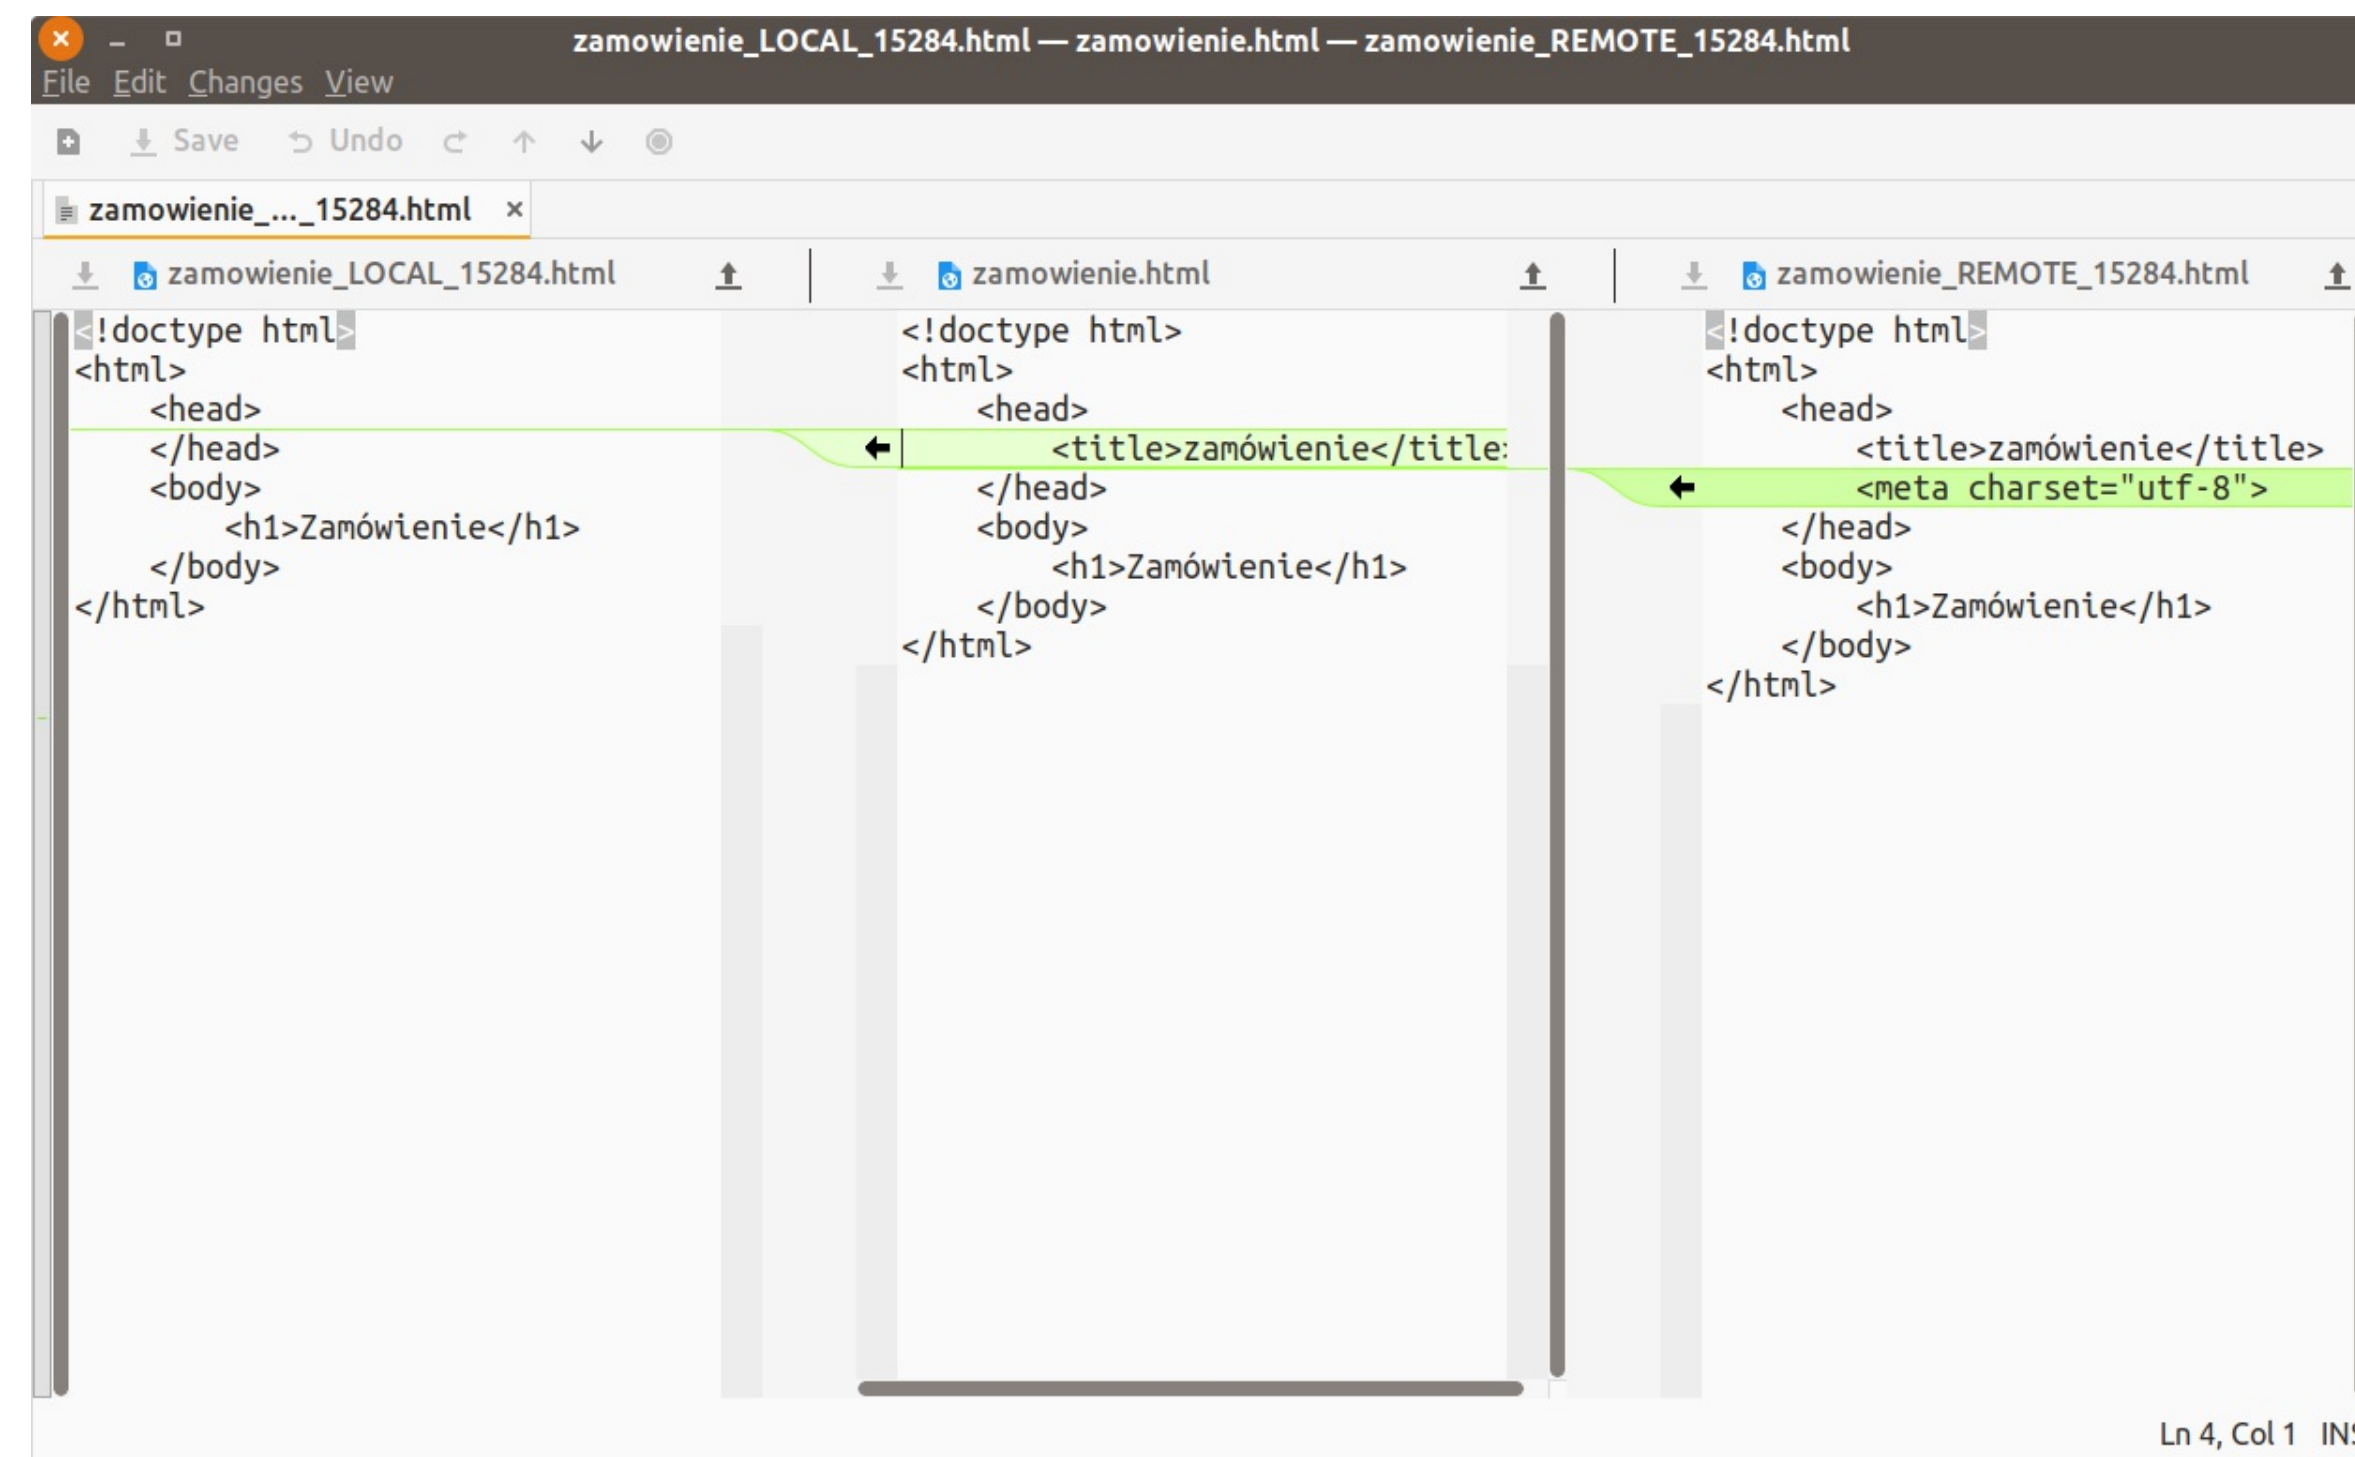 zamowienie_LOCAL_15284.html — zamowienie.html — zamowienie_REMOTE_15284.html
File Edit Changes View
Save Undo
zamowienie_..._15284.html
zamowienie_LOCAL_15284.html
<!doctype html>
<html>
<head>
</head>
<body>
<h1>Zamówienie</h1>
</body>
</html>
zamowienie.html
<!doctype html>
<html>
<head>
<title>zamówienie</title>
</head>
<body>
<h1>Zamówienie</h1>
</body>
</html>
zamowienie_REMOTE_15284.html
<!doctype html>
<html>
<head>
<title>zamówienie</title>
<meta charset="utf-8">
</head>
<body>
<h1>Zamówienie</h1>
</body>
</html>
Ln 4, Col 1